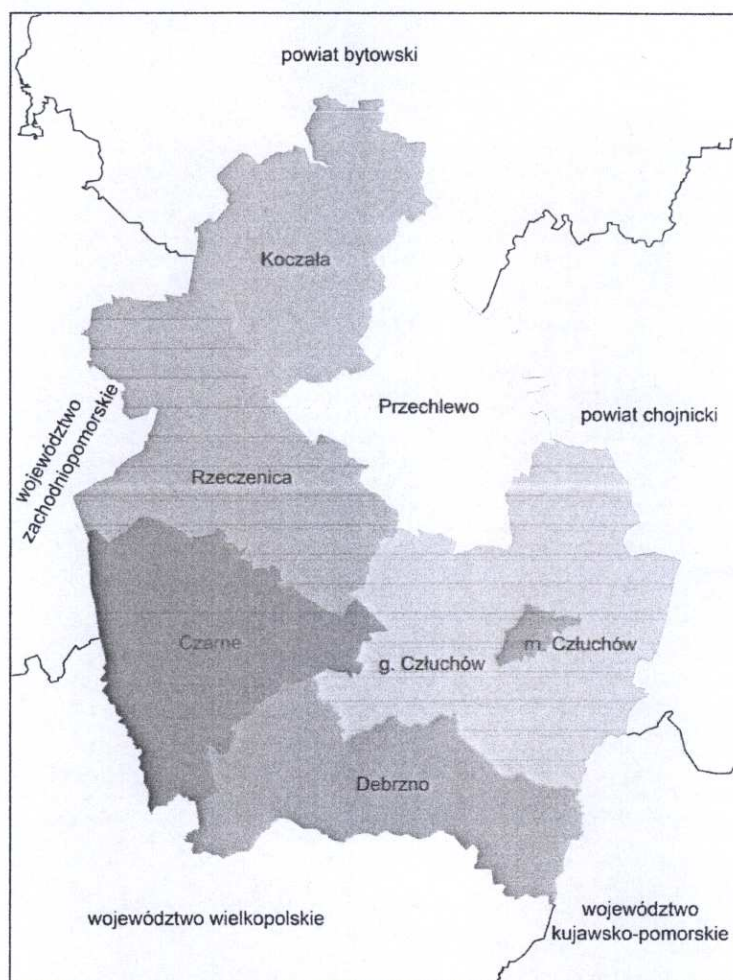 powiat bytowski
Koczała
Przechlewo
powiat chojnicki
województwo
zachodniopomorskie
Rzeczenica
Czarne
g. Człuchów
m. Człuchów
Debrzno
województwo wielkopolskie
województwo
kujawsko-pomorskie